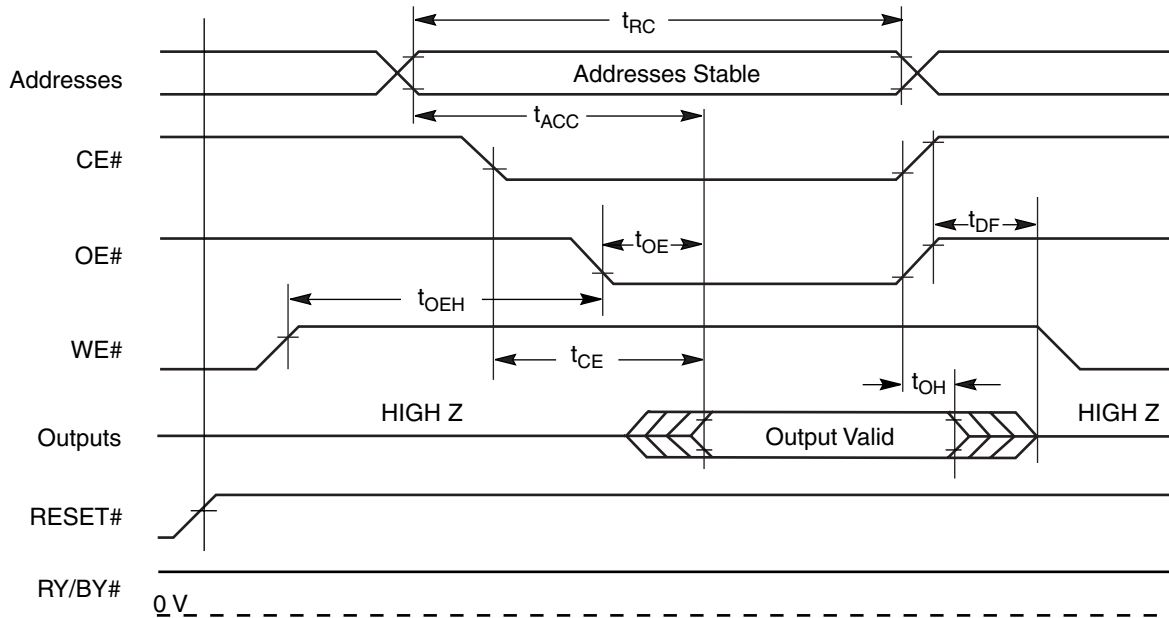 tRC
Addresses
Addresses Stable
tACC
CE#
tDF
OE#
tOE
tOEH
WE#
tCE
tOH
HIGH Z
HIGH Z
Outputs
Output Valid
RESET#
RY/BY#
0 V